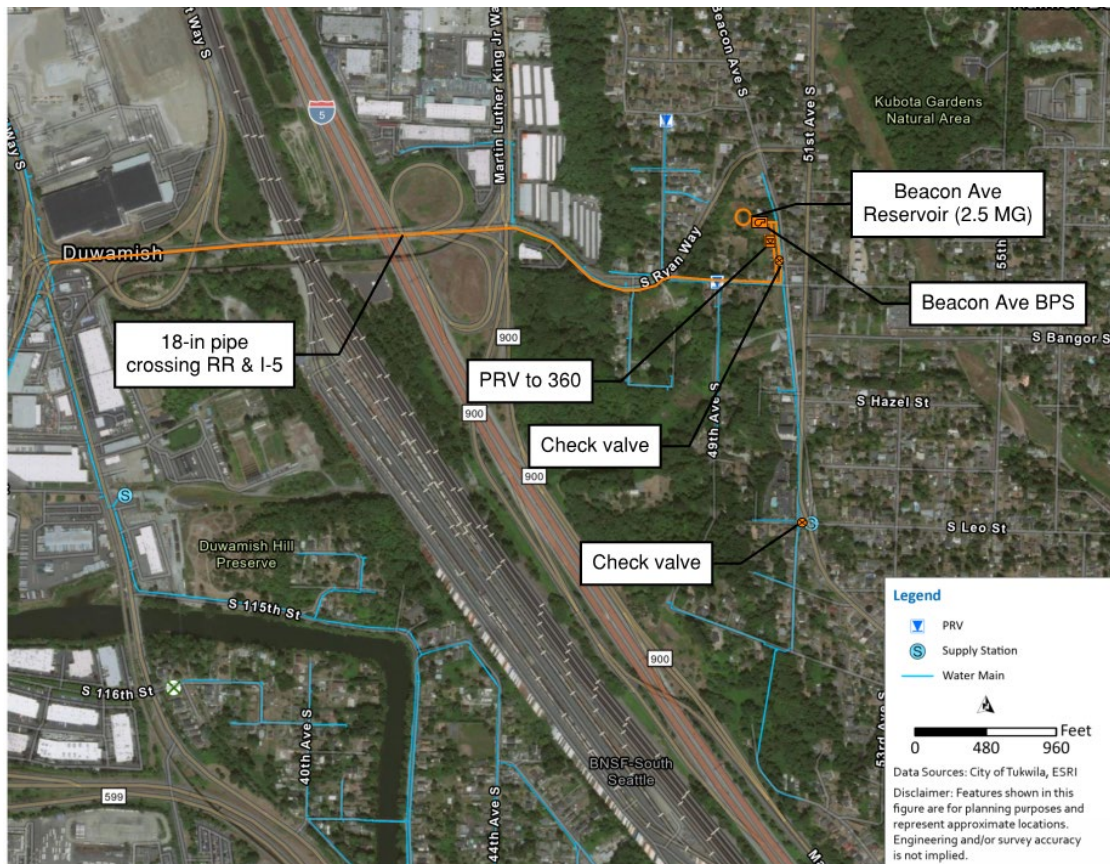 Beacon Ave S
Martin Luther King Jr Wa
51st Ave S
Kubota Gardens
Natural Area
5
Beacon Ave
Reservoir (2.5 MG)
Duwamish
S Ryan Way
55th
Beacon Ave BPS
18-in pipe
crossing RR & I-5
900
S Bangor S
PRV to 360
900
S Hazel St
Check valve
49th Ave S
900
S
S Leo St
S
Duwamish Hill
Preserve
Check valve
S 115th St
900
S 116th St
40th Ave S
53rd Ave S
BNSF-South
Seattle
599
44th Ave S
Legend
PRV
S
Supply Station
Water Main
Feet
0 480 960
Data Sources: City of Tukwila, ESRI
Disclaimer: Features shown in this
figure are for planning purposes and
represent approximate locations.
Engineering and/or survey accuracy
is not implied.